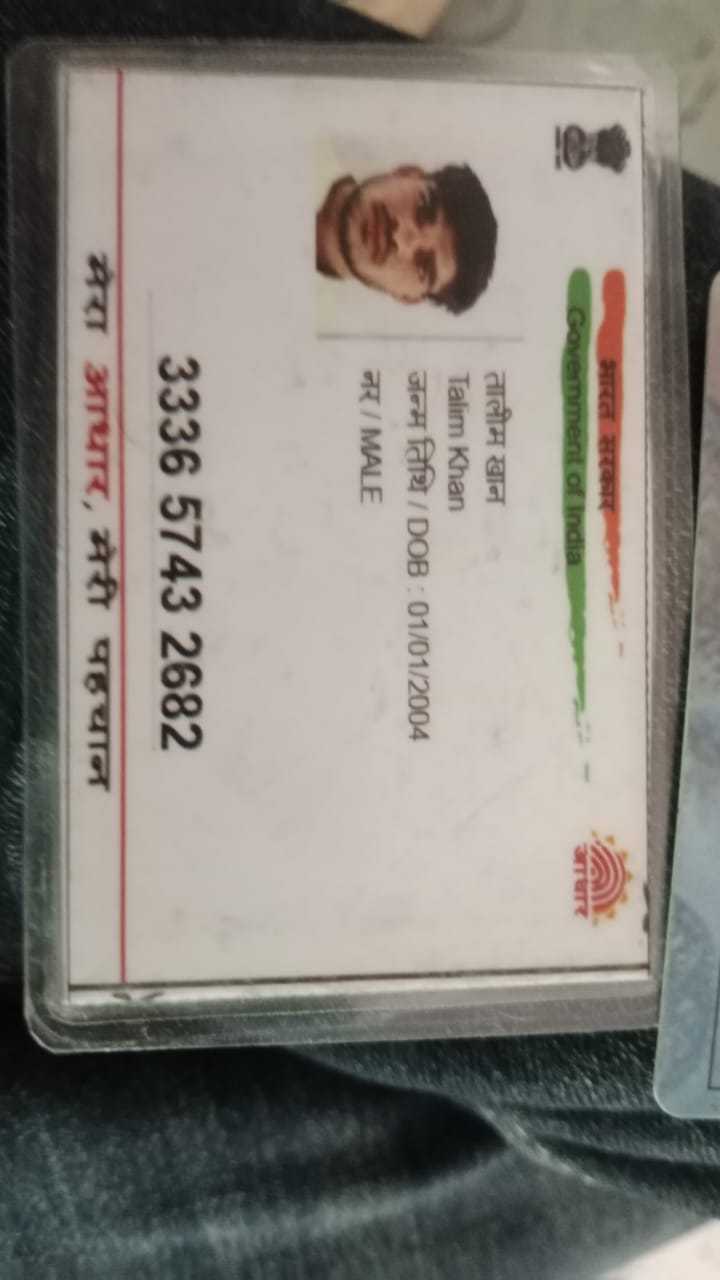 भारत सरकार
Government of India
आधार
तालीम खान
Talim Khan
जन्म तिथि / DOB : 01/01/2004
नर / MALE
3336 5743 2682
मेरा आधार, मेरी पहचान